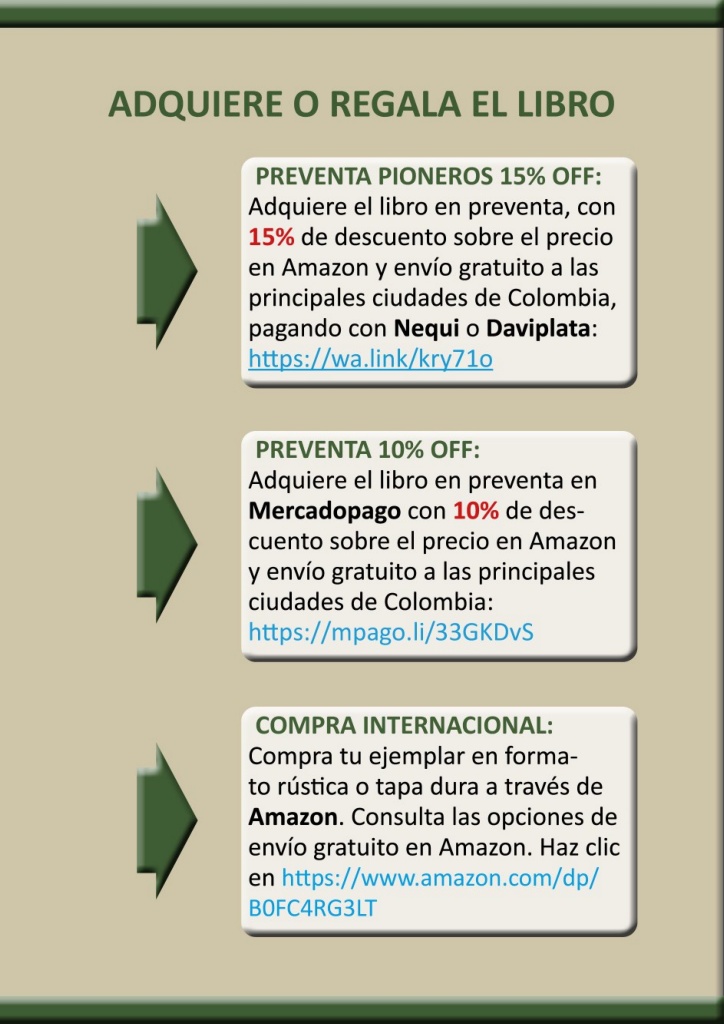 ADQUIERE O REGALA EL LIBRO
PREVENTA PIONEROS 15% OFF:
Adquiere el libro en preventa, con
15% de descuento sobre el precio
en Amazon y envío gratuito a las
principales ciudades de Colombia,
pagando con Nequi o Daviplata:
https://wa.link/kry71o
PREVENTA 10% OFF:
Adquiere el libro en preventa en
Mercadopago con 10% de des-
cuento sobre el precio en Amazon
y envío gratuito a las principales
ciudades de Colombia:
https://mpago.li/33GKDvS
COMPRA INTERNACIONAL:
Compra tu ejemplar en forma-
to rústica o tapa dura a través de
Amazon. Consulta las opciones de
envío gratuito en Amazon. Haz clic
en https://www.amazon.com/dp/
B0FC4RG3LT